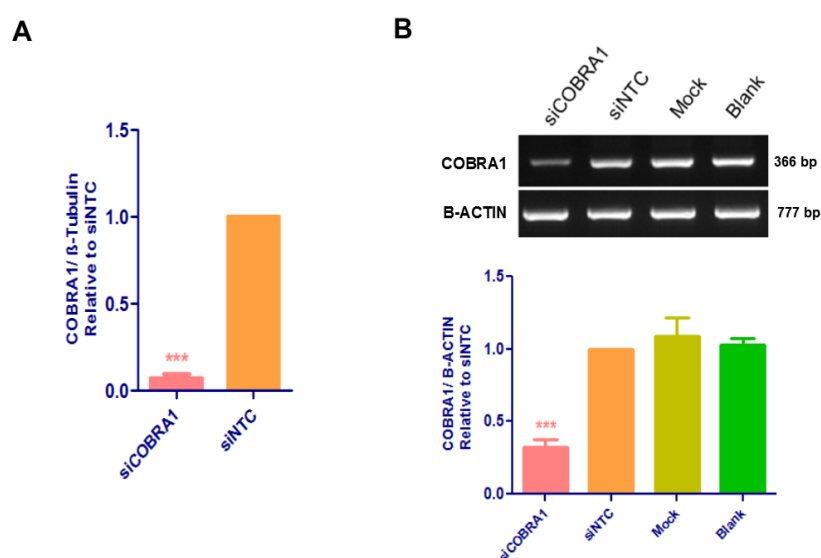 A
COBRA1/ ß-Tubulin
Relative to siNTC
1.5
1.0
0.5
0.0
***
siCOBRA1
siNTC
B
siCOBRA1
siNTC
Mock
Blank
COBRA1
366 bp
B-ACTIN
777 bp
COBRA1/ B-ACTIN
Relative to siNTC
1.5
1.0
0.5
0.0
***
siCOBRA1
siNTC
Mock
Blank